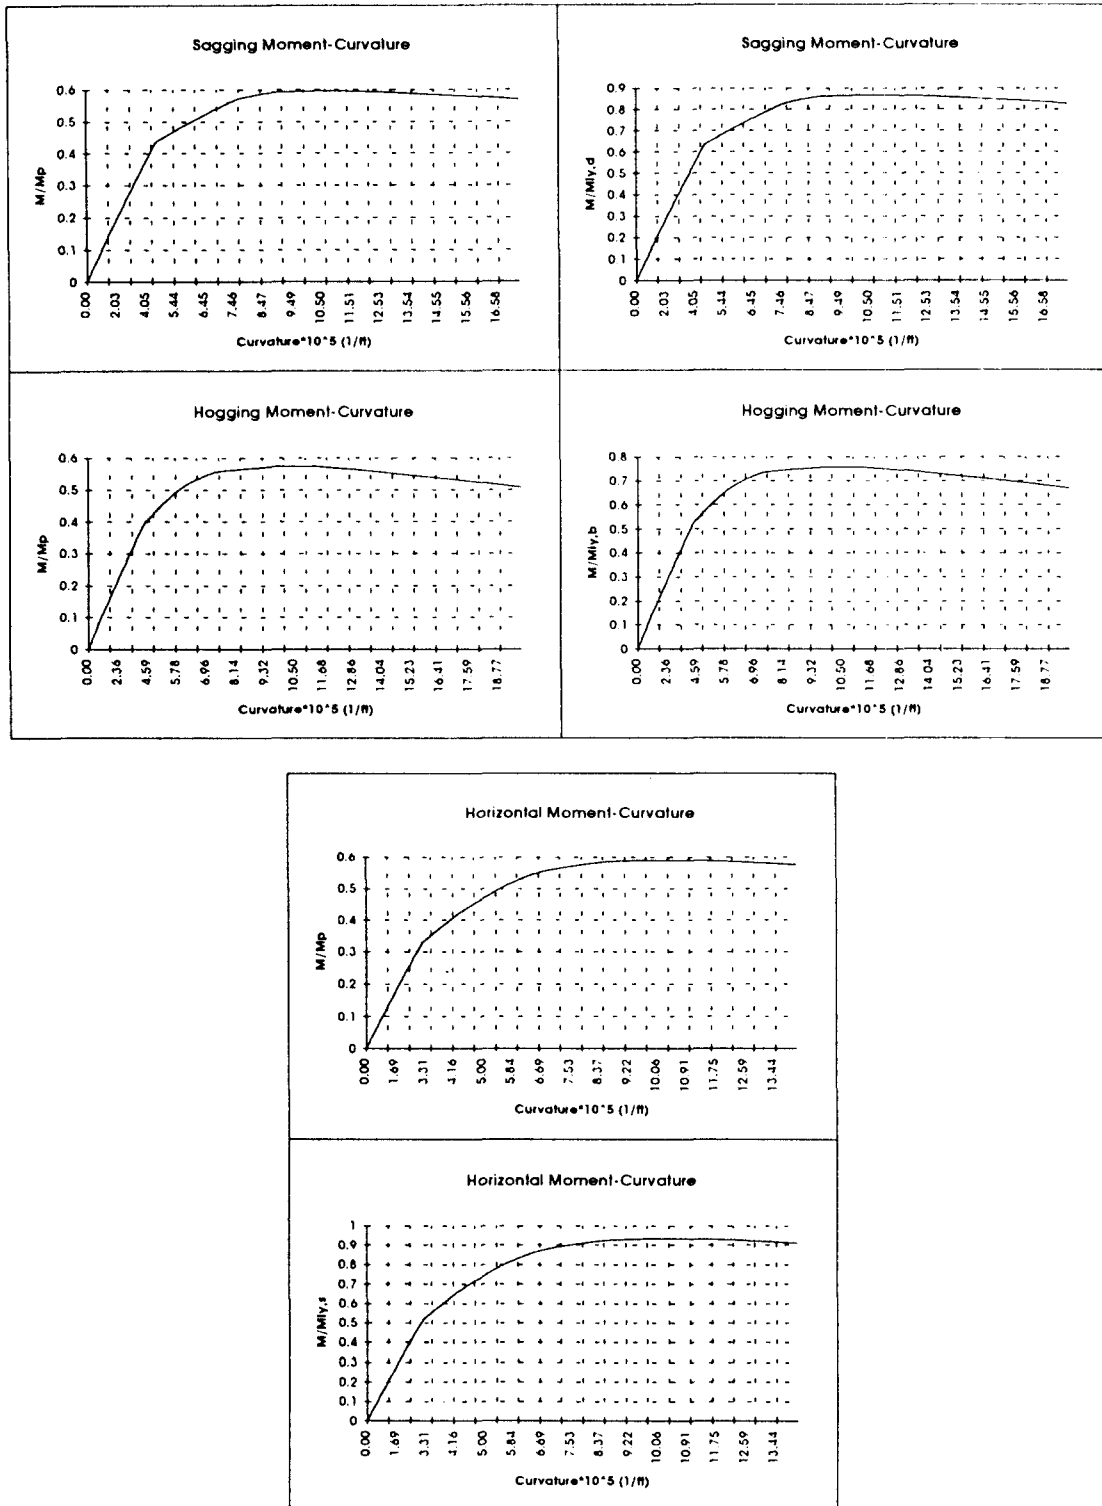 Sagging Moment-Curvature
M/Mp
0.6
0.5
0.4
0.3
0.2
0.1
0
0.00 2.03 4.05 5.44 6.45 7.46 8.47 9.49 10.50 11.51 12.53 13.54 14.55 15.56 16.58
Curvature*10^5 (1/ft)
Sagging Moment-Curvature
M/Mly,d
0.9
0.8
0.7
0.6
0.5
0.4
0.3
0.2
0.1
0
0.00 2.03 4.05 5.44 6.45 7.46 8.47 9.49 10.50 11.51 12.53 13.54 14.55 15.56 16.58
Curvature*10^5 (1/ft)
Hogging Moment-Curvature
M/Mp
0.6
0.5
0.4
0.3
0.2
0.1
0
0.00 2.36 4.59 5.78 6.96 8.14 9.32 10.50 11.68 12.86 14.04 15.23 16.41 17.59 18.77
Curvature*10^5 (1/ft)
Hogging Moment-Curvature
M/Mly,b
0.8
0.7
0.6
0.5
0.4
0.3
0.2
0.1
0
0.00 2.36 4.59 5.78 6.96 8.14 9.32 10.50 11.68 12.86 14.04 15.23 16.41 17.59 18.77
Curvature*10^5 (1/ft)
Horizontal Moment-Curvature
M/Mp
0.6
0.5
0.4
0.3
0.2
0.1
0
0.00 1.69 3.31 4.16 5.00 5.84 6.69 7.53 8.37 9.22 10.06 10.91 11.75 12.59 13.44
Curvature*10^5 (1/ft)
Horizontal Moment-Curvature
M/Mly,s
1
0.9
0.8
0.7
0.6
0.5
0.4
0.3
0.2
0.1
0
0.00 1.69 3.31 4.16 5.00 5.84 6.69 7.53 8.37 9.22 10.06 10.91 11.75 12.59 13.44
Curvature*10^5 (1/ft)